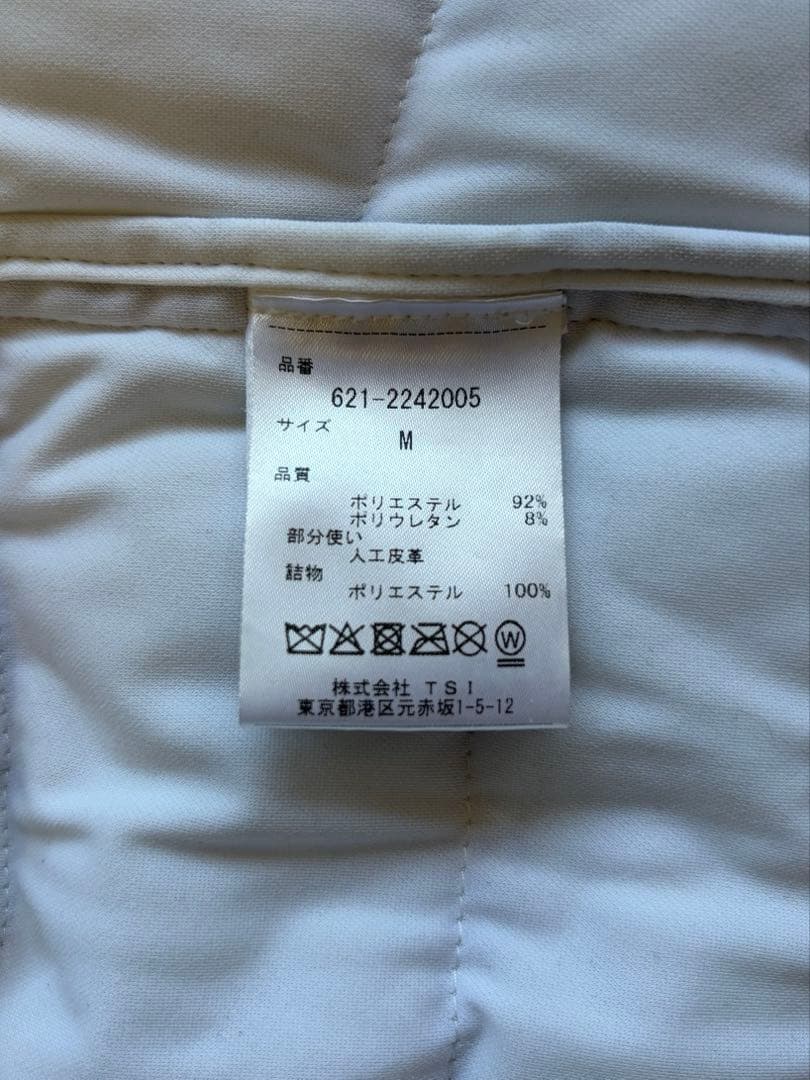 品番
621-2242005
サイズ
M
品質
ポリエステル 92%
ポリウレタン 8%
部分使い
人工皮革
詰物
ポリエステル 100%
W
株式会社 TSI
東京都港区元赤坂1-5-12